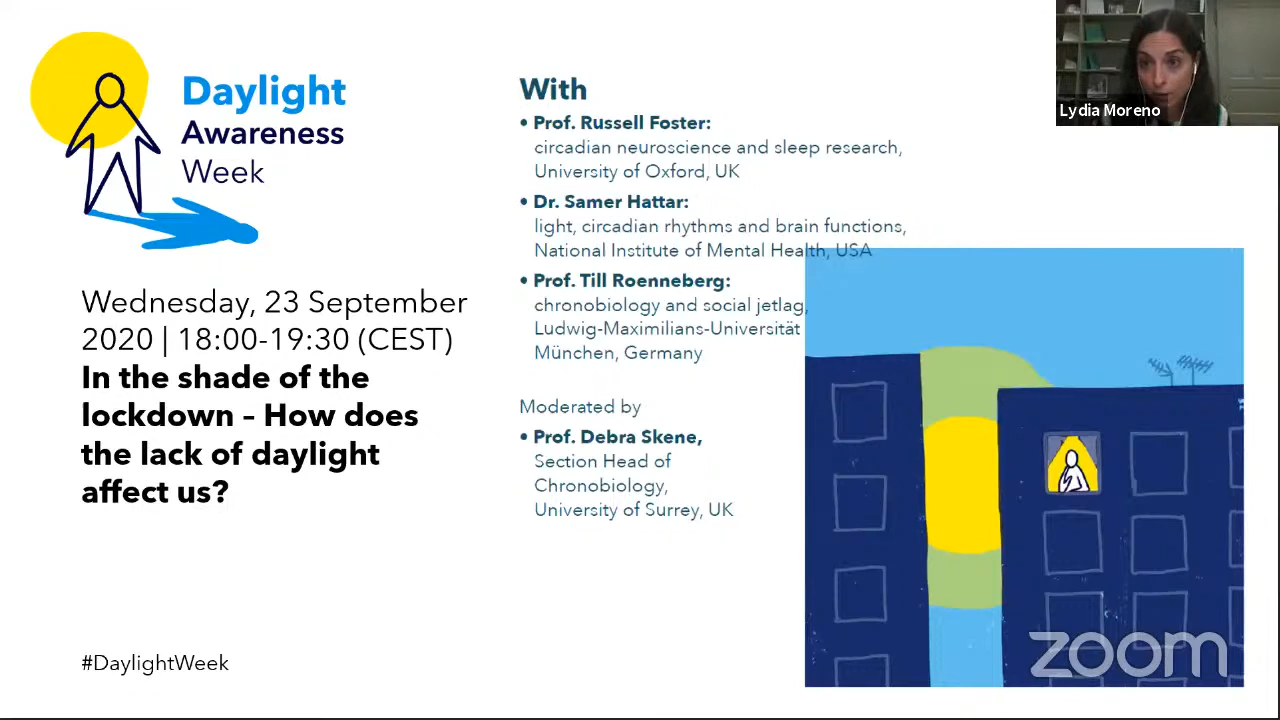 Daylight
Awareness
Week
Wednesday, 23 September
2020 | 18:00-19:30 (CEST)
In the shade of the
lockdown – How does
the lack of daylight
affect us?
#DaylightWeek
With
• Prof. Russell Foster:
circadian neuroscience and sleep research,
University of Oxford, UK
• Dr. Samer Hattar:
light, circadian rhythms and brain functions,
National Institute of Mental Health, USA
• Prof. Till Roenneberg:
chronobiology and social jetlag,
Ludwig-Maximilians-Universität
München, Germany
Moderated by
• Prof. Debra Skene,
Section Head of
Chronobiology,
University of Surrey, UK
Lydia Moreno
zoom